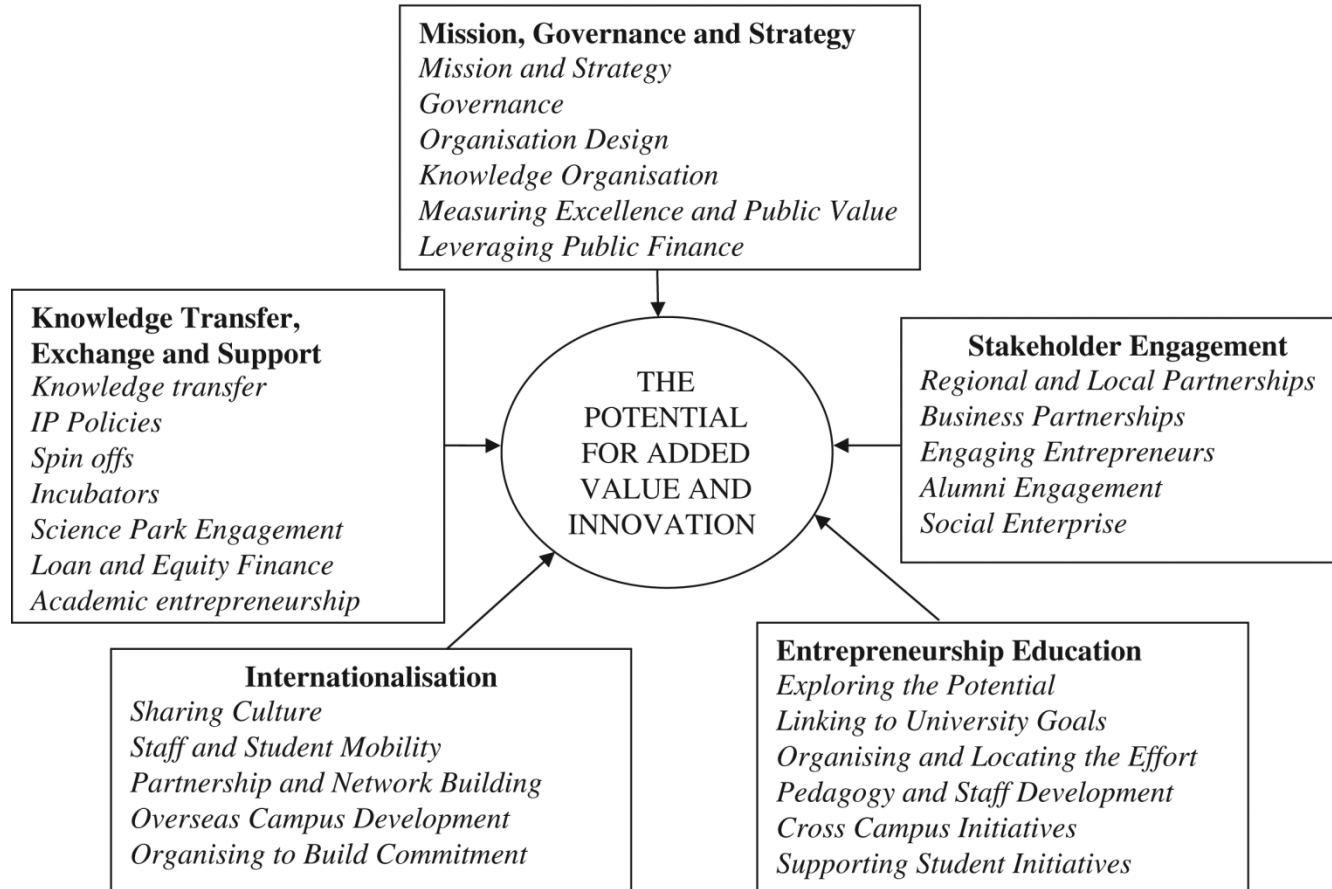 Mission, Governance and Strategy
Mission and Strategy
Governance
Organisation Design
Knowledge Organisation
Measuring Excellence and Public Value
Leveraging Public Finance
Knowledge Transfer,
Exchange and Support
Knowledge transfer
IP Policies
Spin offs
Incubators
Science Park Engagement
Loan and Equity Finance
Academic entrepreneurship
THE
POTENTIAL
FOR ADDED
VALUE AND
INNOVATION
Stakeholder Engagement
Regional and Local Partnerships
Business Partnerships
Engaging Entrepreneurs
Alumni Engagement
Social Enterprise
Internationalisation
Sharing Culture
Staff and Student Mobility
Partnership and Network Building
Overseas Campus Development
Organising to Build Commitment
Entrepreneurship Education
Exploring the Potential
Linking to University Goals
Organising and Locating the Effort
Pedagogy and Staff Development
Cross Campus Initiatives
Supporting Student Initiatives